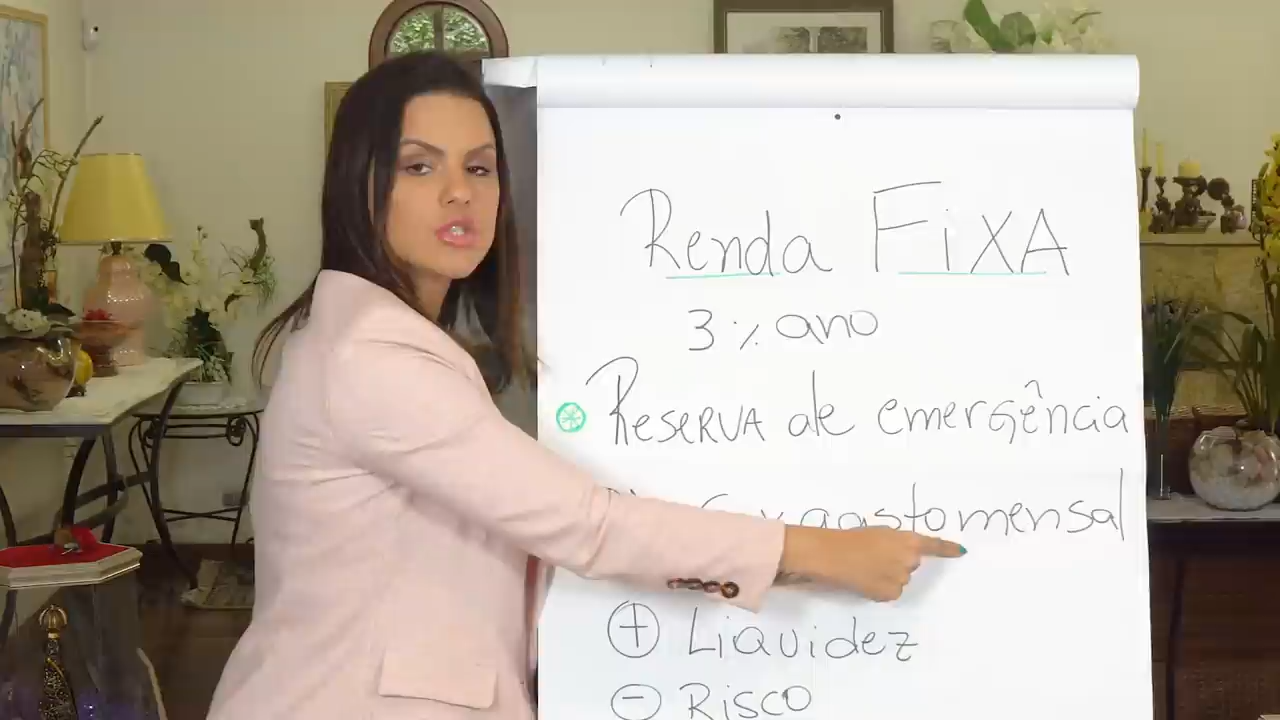 Renda FiXA
3 % ano
RESERVA de emergência
x gasto mensal
+ Liquidez
- Risco